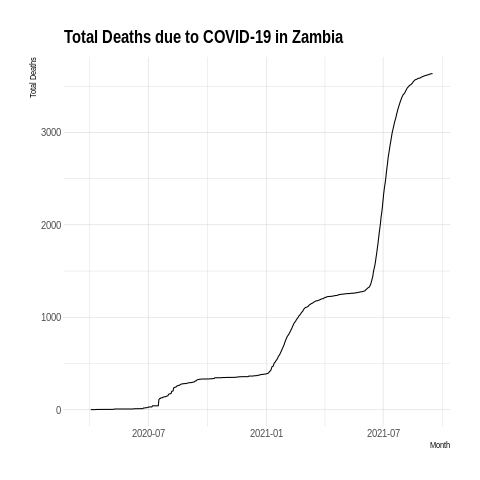 Total Deaths due to COVID-19 in Zambia
Total Deaths
3000
2000
1000
0
2020-07
2021-01
2021-07
Month